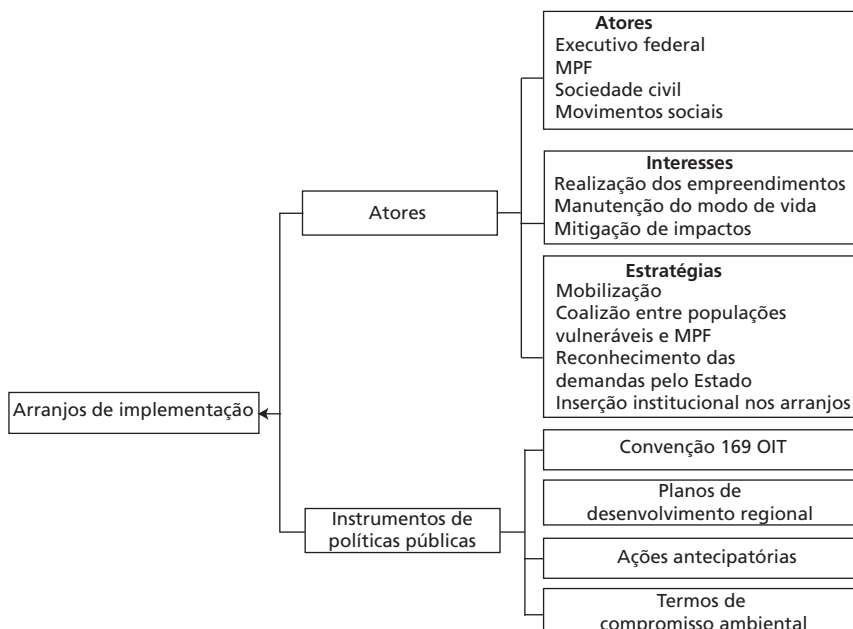 Atores
Executivo federal
MPF
Sociedade civil
Movimentos sociais
Interesses
Realização dos empreendimentos
Manutenção do modo de vida
Mitigação de impactos
Atores
Estratégias
Mobilização
Coalizão entre populações
vulneráveis e MPF
Reconhecimento das
demandas pelo Estado
Inserção institucional nos arranjos
Arranjos de implementação
Convenção 169 OIT
Planos de
desenvolvimento regional
Instrumentos de
políticas públicas
Ações antecipatórias
Termos de
compromisso ambiental